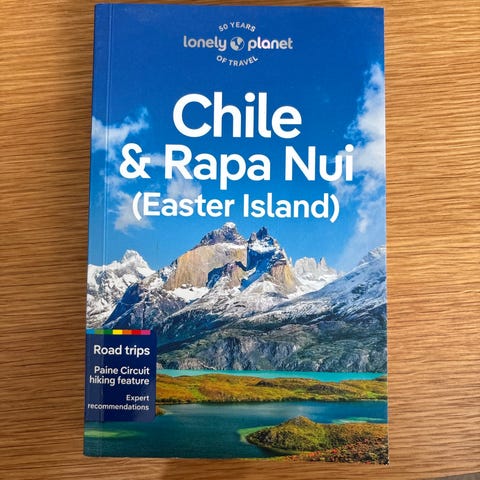 50 YEARS
lonely planet
OF TRAVEL
Chile
& Rapa Nui
(Easter Island)
Road trips
Paine Circuit
hiking feature
Expert
recommendations